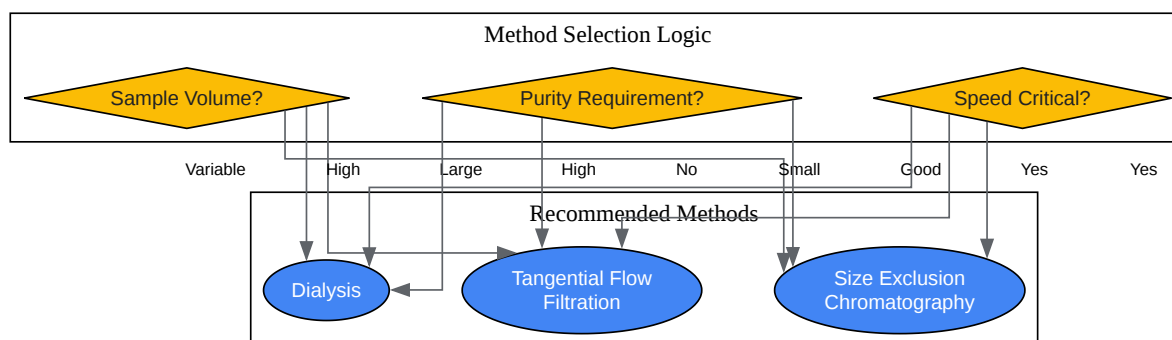 Method Selection Logic
Sample Volume?
Purity Requirement?
Speed Critical?
Variable
High
Large
High
No
Small
Good
Yes
Yes
Recommended Methods
Dialysis
Tangential Flow
Filtration
Size Exclusion
Chromatography